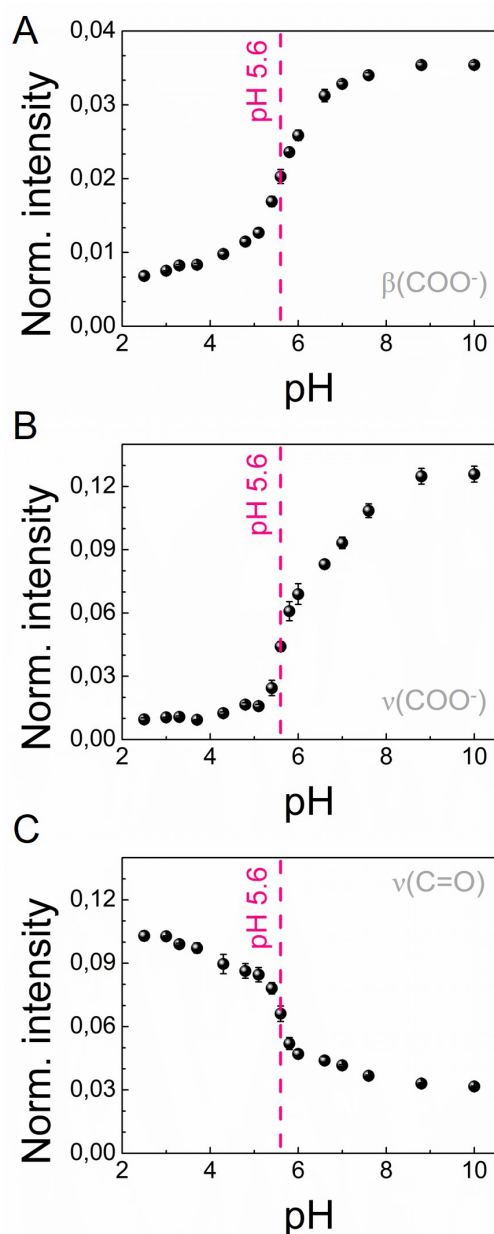 A
0,04
0,03
0,02
0,01
0,00
Norm. intensity
pH 5.6
β(COO⁻)
2 4 6 8 10
pH
B
0,12
0,09
0,06
0,03
0,00
Norm. intensity
pH 5.6
ν(COO⁻)
2 4 6 8 10
pH
C
0,12
0,09
0,06
0,03
0,00
Norm. intensity
pH 5.6
ν(C=O)
2 4 6 8 10
pH